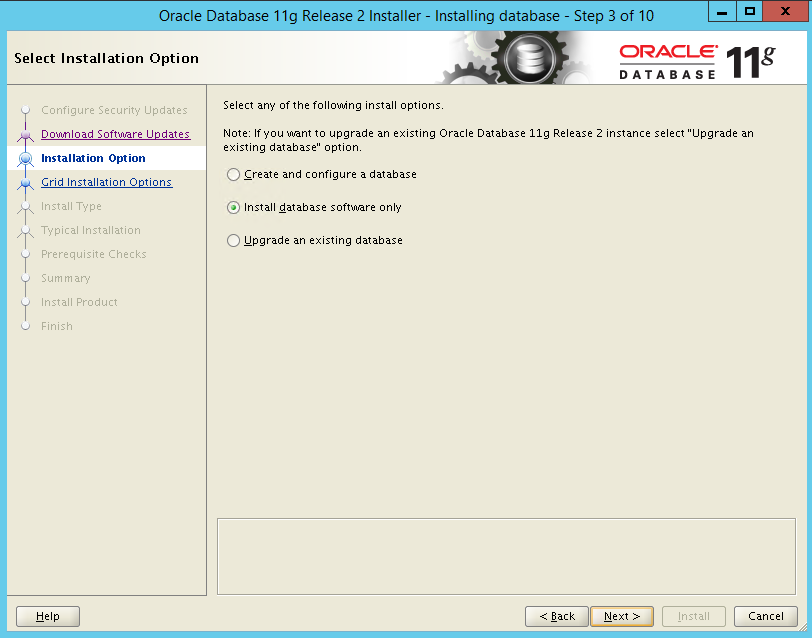 Oracle Database 11g Release 2 Installer - Installing database - Step 3 of 10
Select Installation Option
ORACLE
DATABASE
11g
Configure Security Updates
Download Software Updates
Installation Option
Grid Installation Options
Install Type
Typical Installation
Prerequisite Checks
Summary
Install Product
Finish
Select any of the following install options.
Note: If you want to upgrade an existing Oracle Database 11g Release 2 instance select "Upgrade an
existing database" option.
Create and configure a database
Install database software only
Upgrade an existing database
Help
< Back
Next >
Install
Cancel